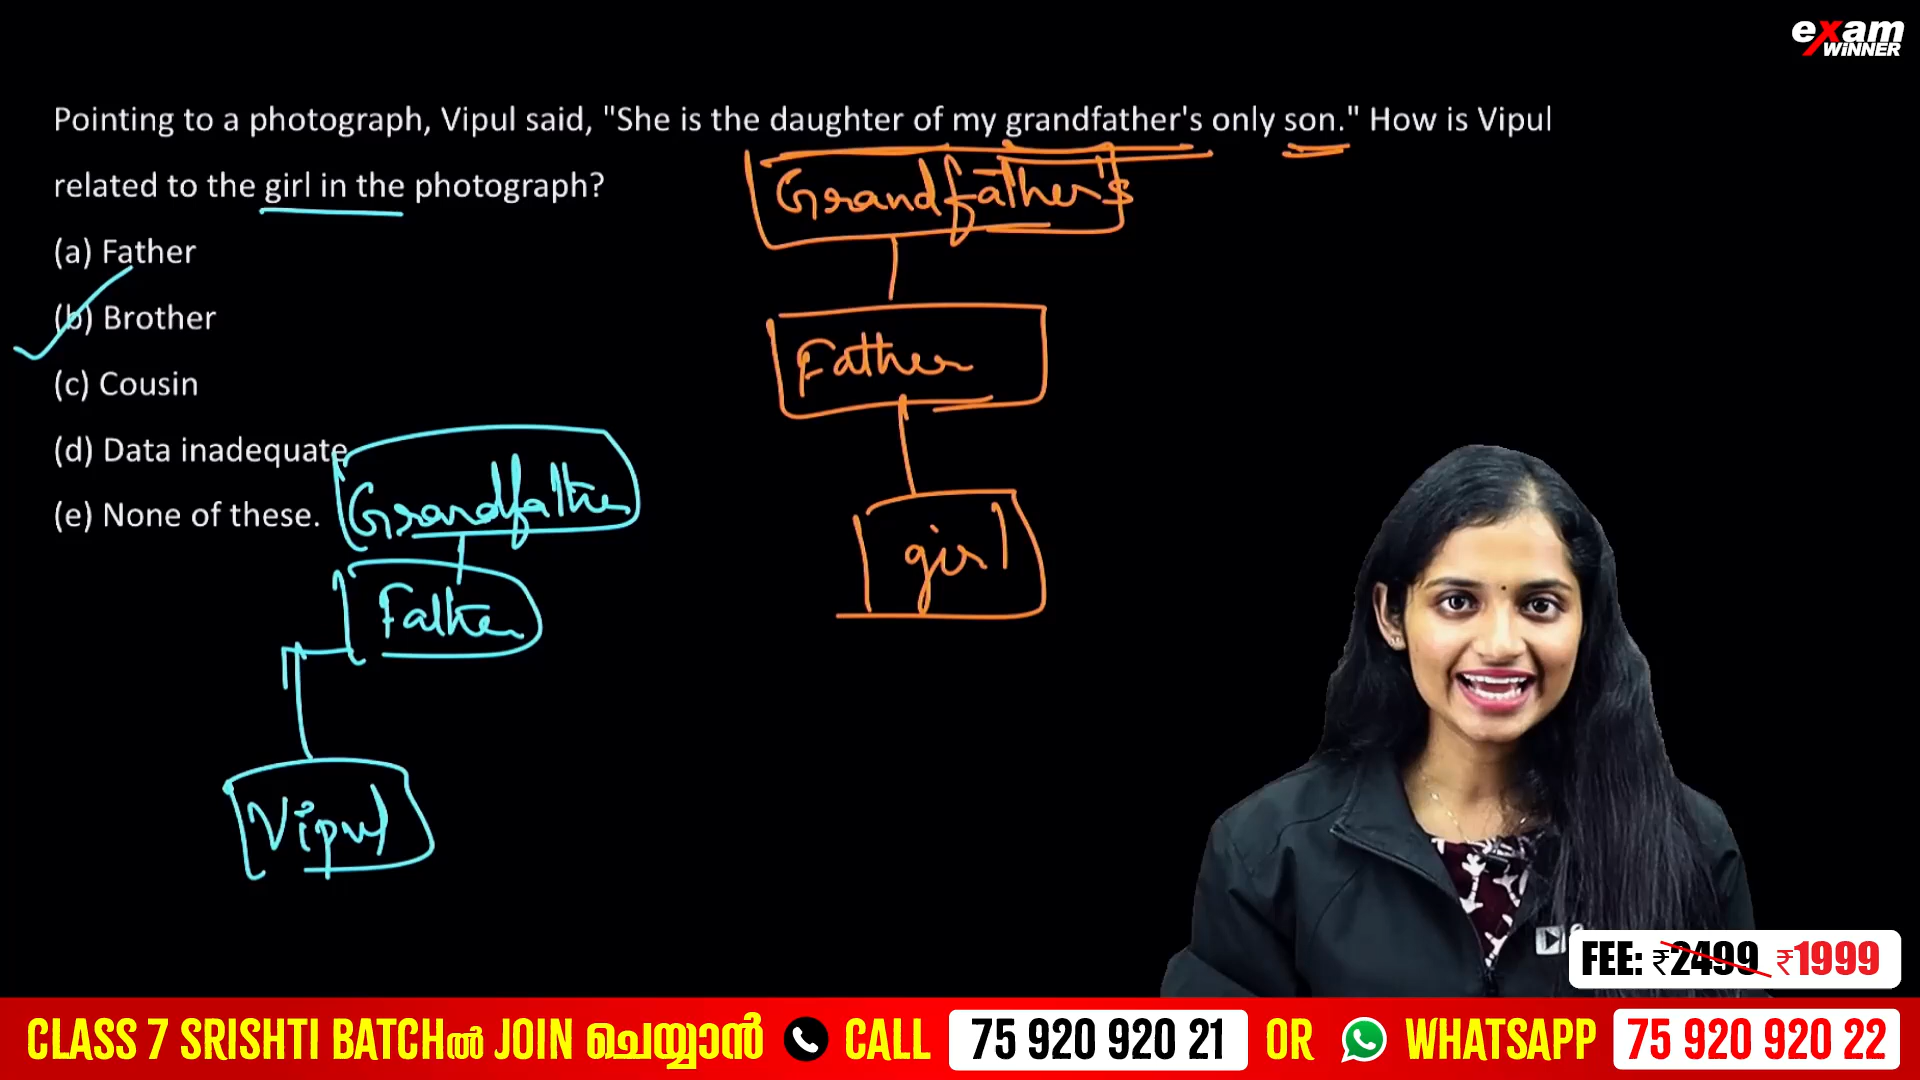 exam
WINNER
Pointing to a photograph, Vipul said, "She is the daughter of my grandfather's only son." How is Vipul
related to the girl in the photograph?
(a) Father
(b) Brother
(c) Cousin
(d) Data inadequate
(e) None of these.
Grandfather's
Father
girl
Grandfather
Father
Vipul
FEE: ₹2499 ₹1999
CLASS 7 SRISHTI BATCHൽ JOIN ചെയ്യാൻ CALL 75 920 920 21 OR WHATSAPP 75 920 920 22